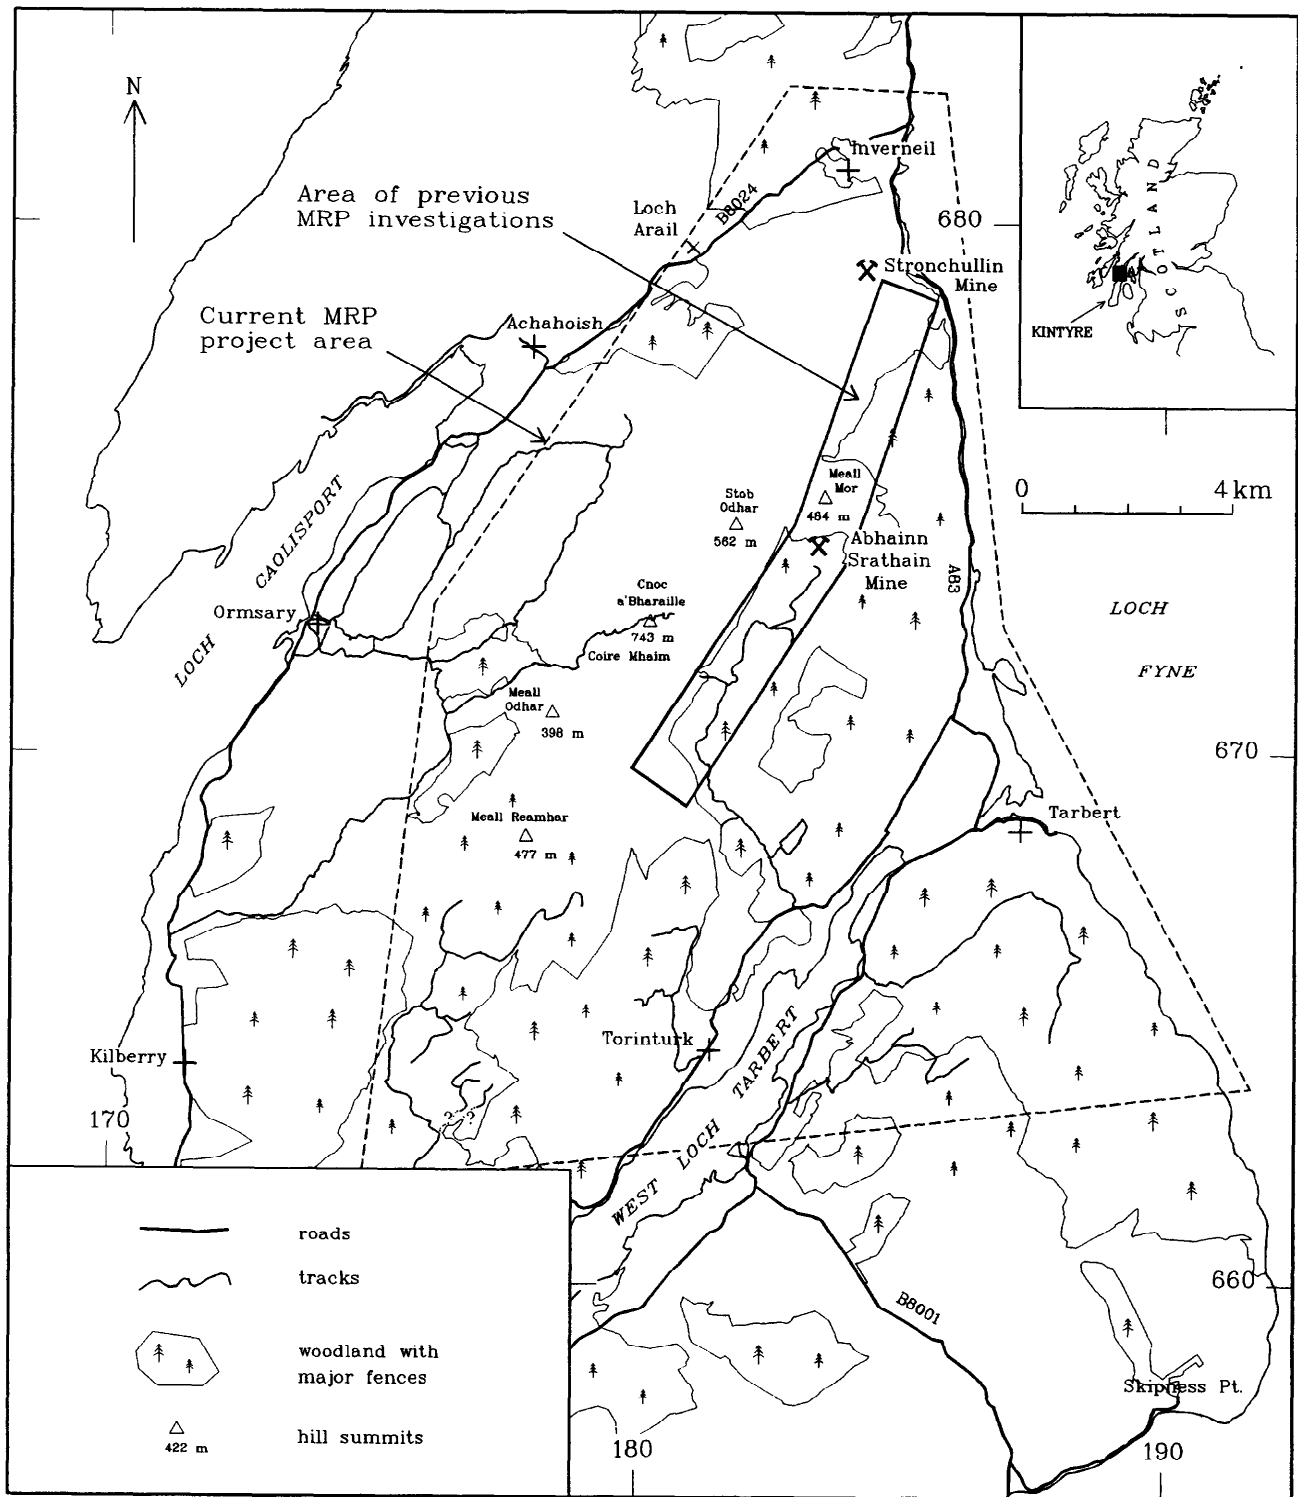 N
Inverneil
Area of previous
MRP investigations
Loch
Arail
B8024
680
SCOTLAND
KINTYRE
Stronchullin
Mine
Current MRP
project area
Achahoish
Meall
Mor
484 m
Stob
Odhar
562 m
0 4 km
Abhainn
Srathain
Mine
A83
LOCH CAOLISPORT
Ormsary
Cnoc
a'Bharaille
743 m
Coire Mhaim
LOCH
FYNE
Meall
Odhar
398 m
670
Meall Reamhar
477 m
Tarbert
Torinturk
WEST LOCH TARBERT
Kilberry
170
? ?
roads
tracks
woodland with
major fences
422 m
hill summits
660
B8001
Skipness Pt.
180
190